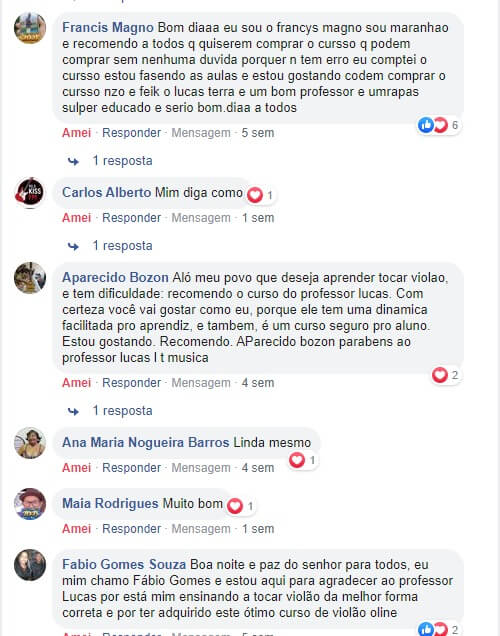 Francis Magno Bom diaaa eu sou o francys magno sou maranhao
e recomendo a todos q quiserem comprar o cursso q podem
comprar sem nenhuma duvida porquer n tem erro eu comptei o
cursso estou fasendo as aulas e estou gostando codem comprar o
cursso nzo e feik o lucas terra e um bom professor e umrapas
sulper educado e serio bom.diaa a todos
6
Amei · Responder · Mensagem · 5 sem
1 resposta
Carlos Alberto Mim diga como 1
Amei · Responder · Mensagem · 1 sem
1 resposta
Aparecido Bozon Aló meu povo que deseja aprender tocar violao,
e tem dificuldade: recomendo o curso do professor lucas. Com
certeza você vai gostar como eu, porque ele tem uma dinamica
facilitada pro aprendiz, e tambem, é um curso seguro pro aluno.
Estou gostando. Recomendo. AParecido bozon parabens ao
professor lucas l t musica
2
Amei · Responder · Mensagem · 4 sem
1 resposta
Ana Maria Nogueira Barros Linda mesmo
1
Amei · Responder · Mensagem · 4 sem
Maia Rodrigues Muito bom 1
Amei · Responder · Mensagem · 1 sem
Fabio Gomes Souza Boa noite e paz do senhor para todos, eu
mim chamo Fábio Gomes e estou aqui para agradecer ao professor
Lucas por está mim ensinando a tocar violão da melhor forma
correta e por ter adquirido este ótimo curso de violão oline
Amei · Responder · Mensagem · 4 sem